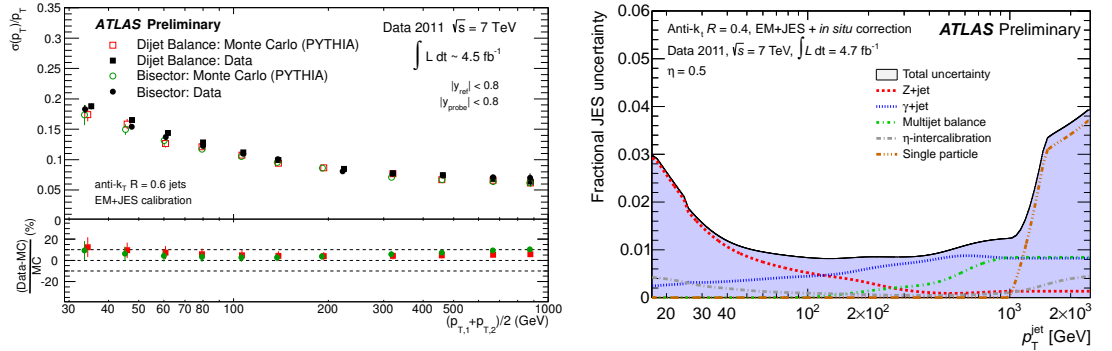 ATLAS Preliminary
Data 2011 √s = 7 TeV
∫ L dt ~ 4.5 fb⁻¹
|y_ref| < 0.8
|y_probe| < 0.8
Dijet Balance: Monte Carlo (PYTHIA)
Dijet Balance: Data
Bisector: Monte Carlo (PYTHIA)
Bisector: Data
anti-k_T R = 0.6 jets
EM+JES calibration
σ(p_T)/p_T
0.35
0.3
0.25
0.2
0.15
0.1
0.05
0
(Data-MC)/MC (%)
20
0
-20
30 40 50 60 70 80 100 200 300 400 500 1000
(p_T,1+p_T,2)/2 (GeV)
Anti-k_t R = 0.4, EM+JES + in situ correction
ATLAS Preliminary
Data 2011, √s = 7 TeV, ∫L dt = 4.7 fb⁻¹
η = 0.5
Total uncertainty
Z+jet
γ+jet
Multijet balance
η-intercalibration
Single particle
Fractional JES uncertainty
0.06
0.05
0.04
0.03
0.02
0.01
0
20 30 40 10² 2×10² 10³ 2×10³
p_T^jet [GeV]